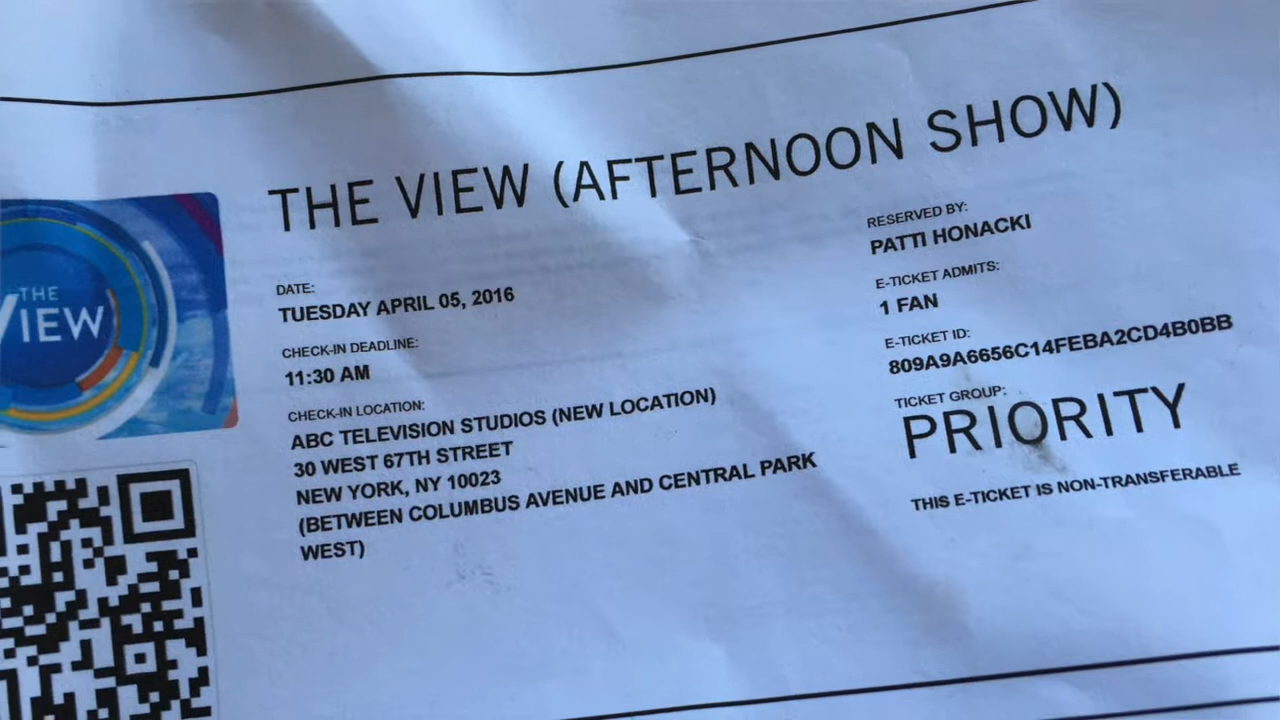 THE VIEW (AFTERNOON SHOW)
THE
VIEW
DATE:
TUESDAY APRIL 05, 2016
CHECK-IN DEADLINE:
11:30 AM
CHECK-IN LOCATION:
ABC TELEVISION STUDIOS (NEW LOCATION)
30 WEST 67TH STREET
NEW YORK, NY 10023
(BETWEEN COLUMBUS AVENUE AND CENTRAL PARK
WEST)
RESERVED BY:
PATTI HONACKI
E-TICKET ADMITS:
1 FAN
E-TICKET ID:
809A9A6656C14FEBA2CD4B0BB
TICKET GROUP:
PRIORITY
THIS E-TICKET IS NON-TRANSFERABLE